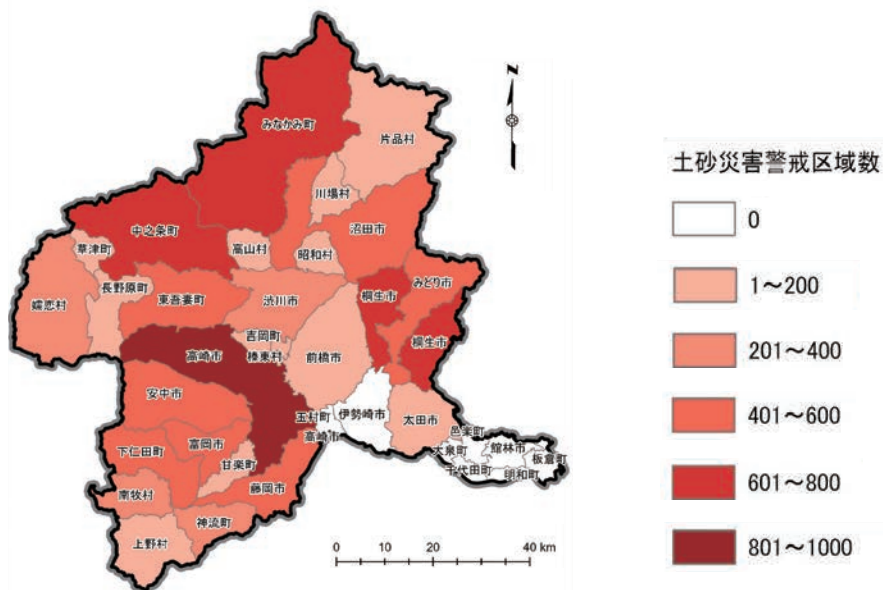 N
みなかみ町
片品村
川場村
沼田市
中之条町
高山村
昭和村
草津町
みどり市
長野原町
桐生市
嬬恋村
東吾妻町
渋川市
吉岡町
桐生市
高崎市
榛東村
前橋市
安中市
玉村町
伊勢崎市
太田市
高崎市
邑楽町
富岡市
大泉町
館林市
下仁田町
甘楽町
千代田町
板倉町
明和町
藤岡市
南牧村
神流町
上野村
0 10 20 40 km
土砂災害警戒区域数
0
1~200
201~400
401~600
601~800
801~1000